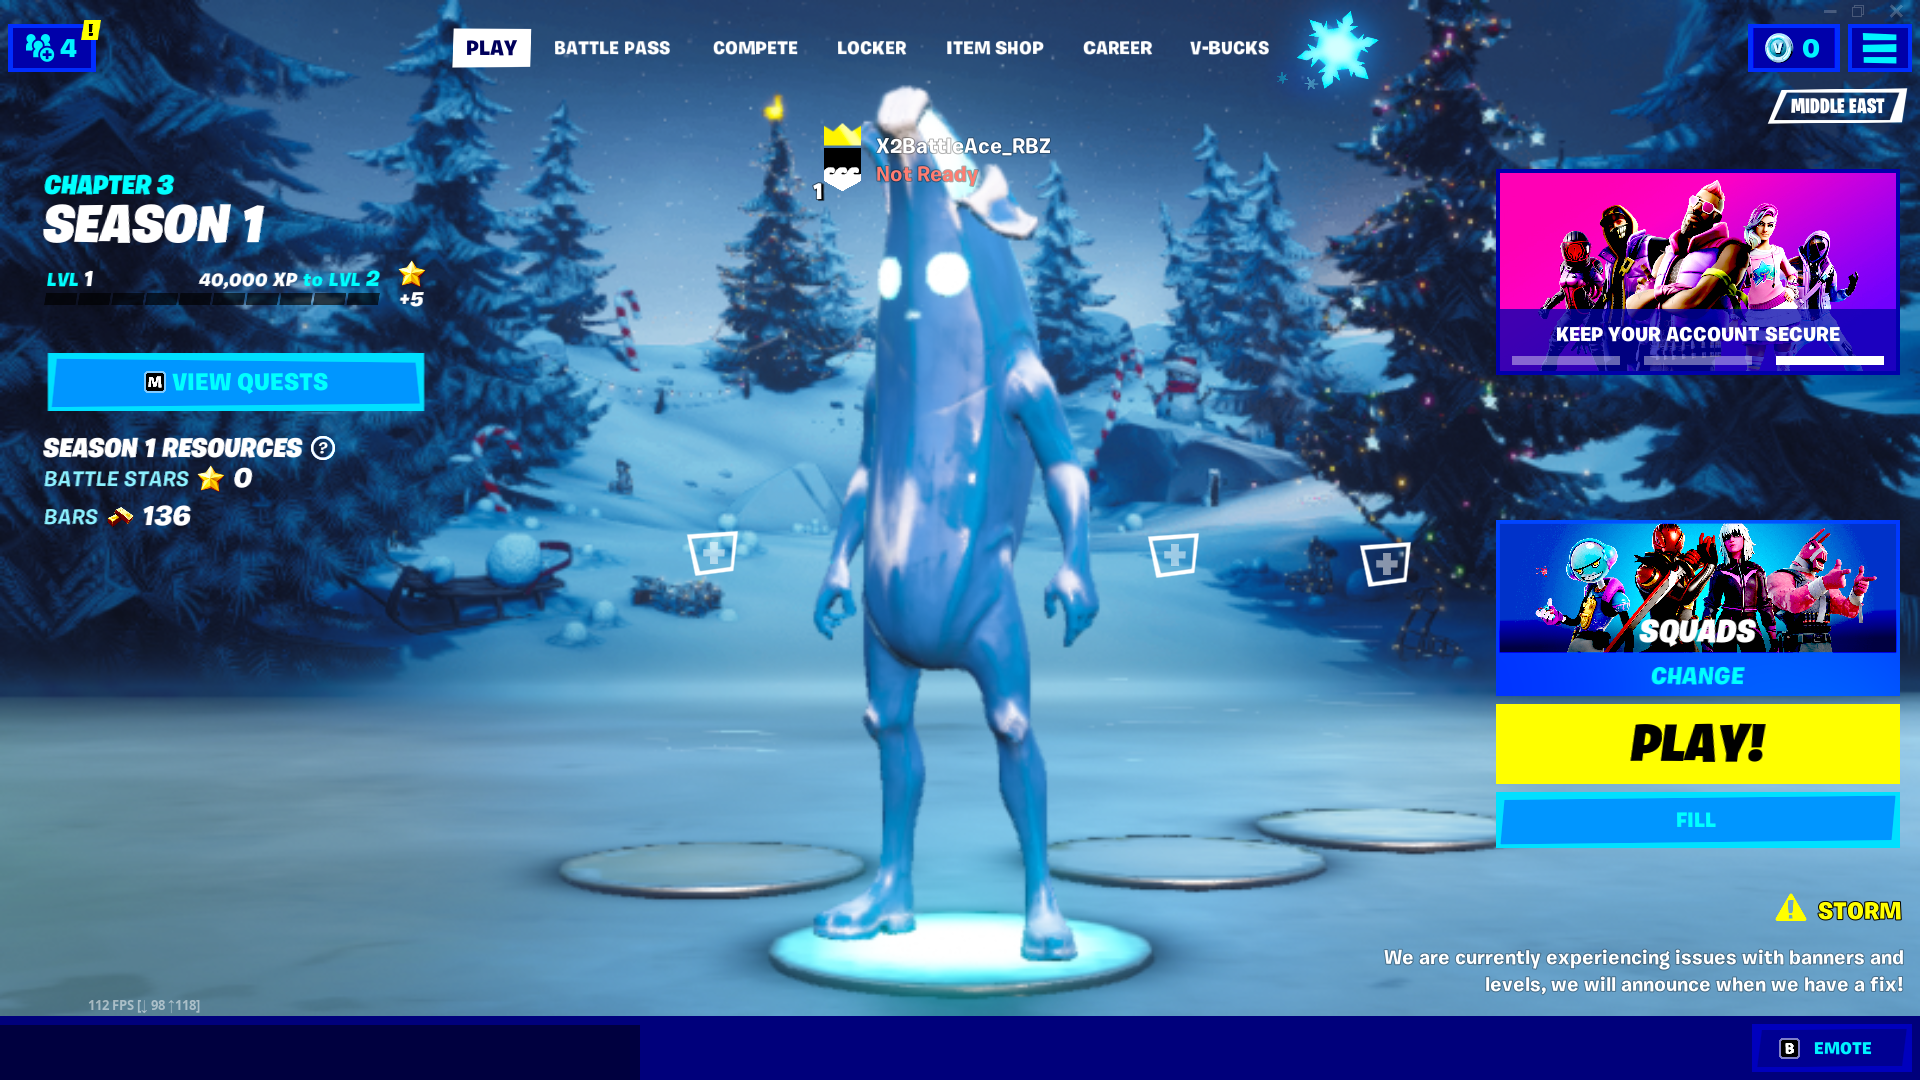 4 !
PLAY BATTLE PASS COMPETE LOCKER ITEM SHOP CAREER V-BUCKS
V 0
MIDDLE EAST
X2BattleAce_RBZ
Not Ready
1
CHAPTER 3
SEASON 1
LVL 1 40,000 XP to LVL 2
+5
M VIEW QUESTS
SEASON 1 RESOURCES ?
BATTLE STARS 0
BARS 136
KEEP YOUR ACCOUNT SECURE
SQUADS
CHANGE
PLAY!
FILL
STORM
We are currently experiencing issues with banners and
levels, we will announce when we have a fix!
112 FPS [↓ 98 ↑118]
B EMOTE